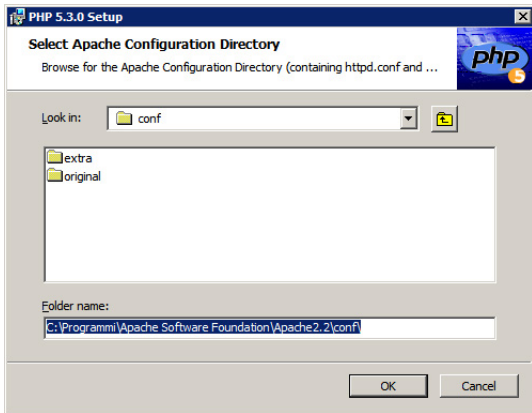 PHP 5.3.0 Setup
Select Apache Configuration Directory
Browse for the Apache Configuration Directory (containing httpd.conf and ...
php
5
Look in:
conf
extra
original
Folder name:
C:\Programmi\Apache Software Foundation\Apache2.2\conf\
OK
Cancel